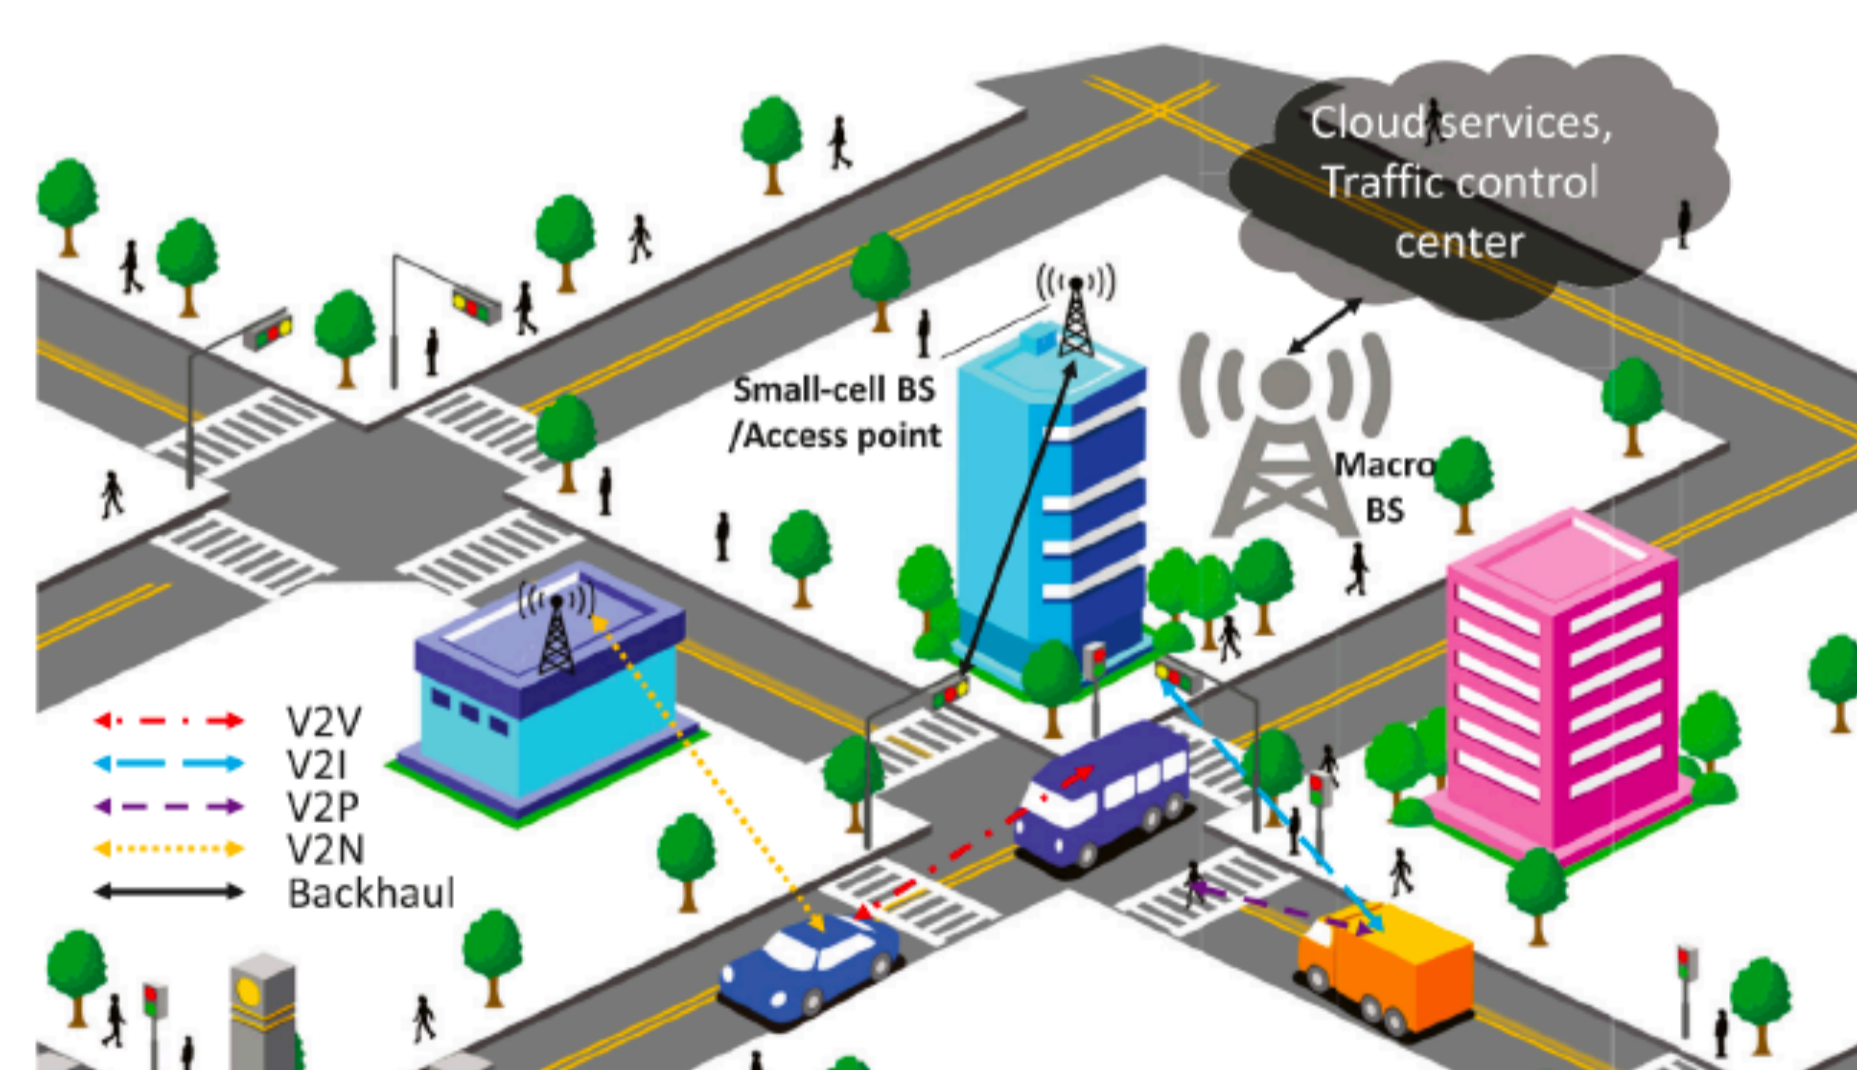 Cloud services,
Traffic control
center
Small-cell BS
/Access point
Macro
BS
V2V
V2I
V2P
V2N
Backhaul